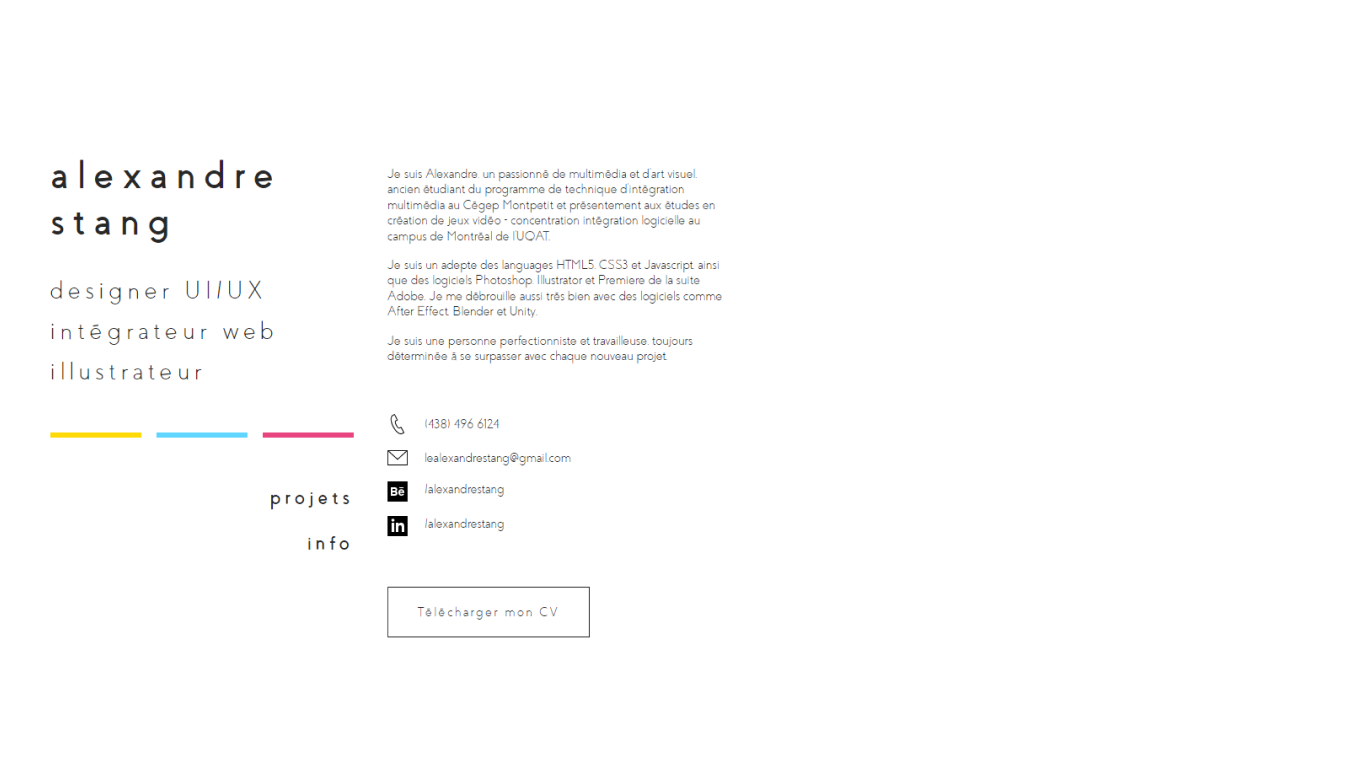 alexandre
stang
designer UI/UX
intégrateur web
illustrateur
projets
info
Je suis Alexandre, un passionné de multimédia et d'art visuel,
ancien étudiant du programme de technique d'intégration
multimédia au Cégep Montpetit et présentement aux études en
création de jeux vidéo - concentration intégration logicielle au
campus de Montréal de l'UQAT.
Je suis un adepte des languages HTML5, CSS3 et Javascript, ainsi
que des logiciels Photoshop, Illustrator et Premiere de la suite
Adobe. Je me débrouille aussi très bien avec des logiciels comme
After Effect, Blender et Unity.
Je suis une personne perfectionniste et travailleuse, toujours
déterminée à se surpasser avec chaque nouveau projet.
(438) 496 6124
lealexandrestang@gmail.com
Bē /alexandrestang
in /alexandrestang
Télécharger mon CV